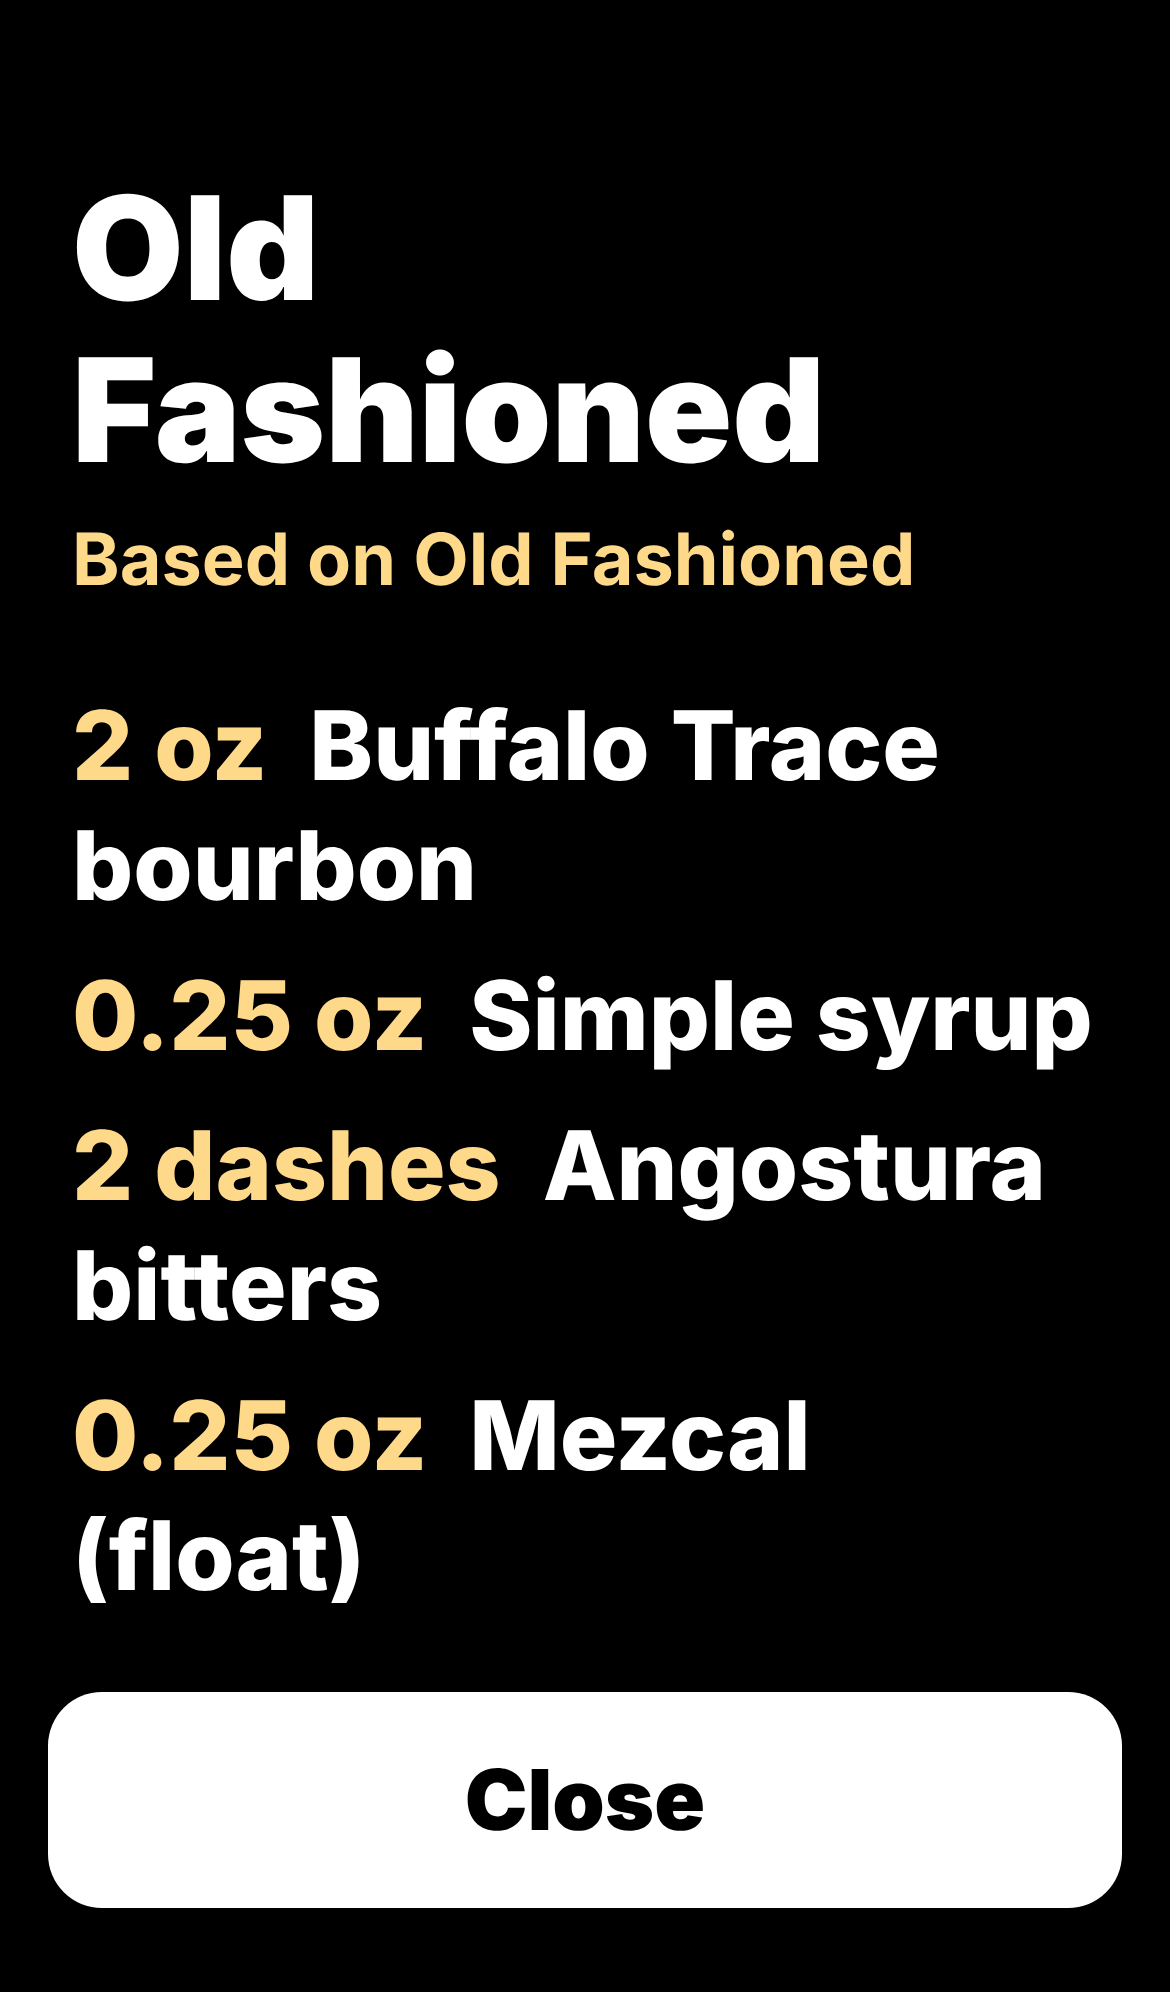 Old
Fashioned
Based on Old Fashioned
2 oz Buffalo Trace
bourbon
0.25 oz Simple syrup
2 dashes Angostura
bitters
0.25 oz Mezcal
(float)
Close